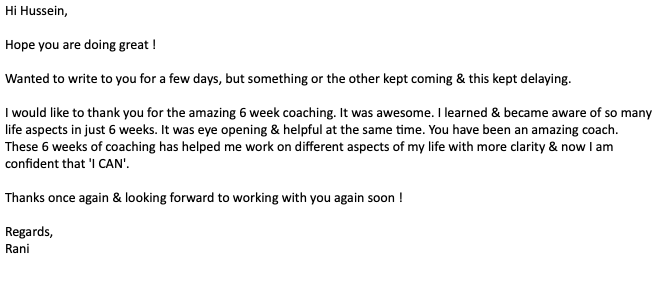 Hi Hussein,
Hope you are doing great !
Wanted to write to you for a few days, but something or the other kept coming & this kept delaying.
I would like to thank you for the amazing 6 week coaching. It was awesome. I learned & became aware of so many
life aspects in just 6 weeks. It was eye opening & helpful at the same time. You have been an amazing coach.
These 6 weeks of coaching has helped me work on different aspects of my life with more clarity & now I am
confident that 'I CAN'.
Thanks once again & looking forward to working with you again soon !
Regards,
Rani